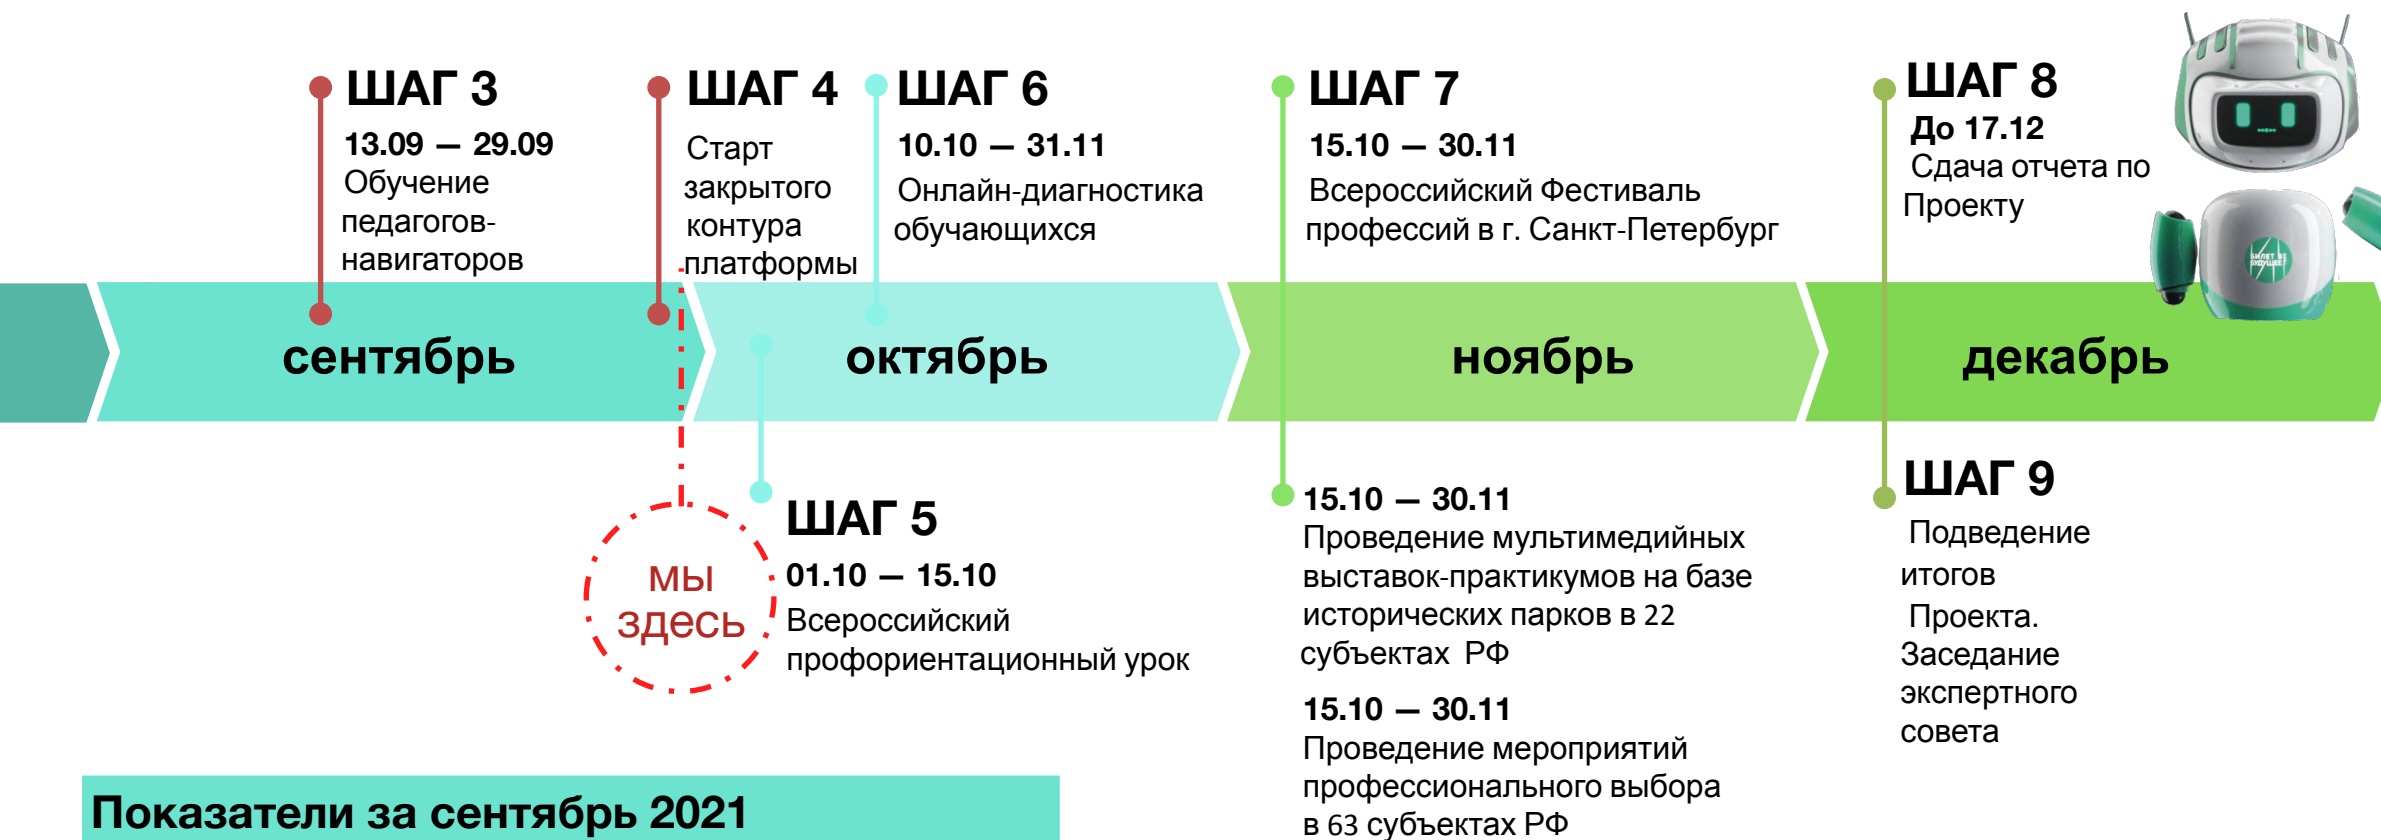 ШАГ 3
13.09 — 29.09
Обучение
педагогов-
навигаторов
ШАГ 4
Старт
закрытого
контура
платформы
ШАГ 6
10.10 — 31.11
Онлайн-диагностика
обучающихся
ШАГ 7
15.10 — 30.11
Всероссийский Фестиваль
профессий в г. Санкт-Петербург
ШАГ 8
До 17.12
Сдача отчета по
Проекту
БИЛЕТ В
БУДУЩЕЕ
сентябрь
октябрь
ноябрь
декабрь
мы
здесь
ШАГ 5
01.10 — 15.10
Всероссийский
профориентационный урок
15.10 — 30.11
Проведение мультимедийных
выставок-практикумов на базе
исторических парков в 22
субъектах РФ
15.10 — 30.11
Проведение мероприятий
профессионального выбора
в 63 субъектах РФ
ШАГ 9
Подведение
итогов
Проекта.
Заседание
экспертного
совета
Показатели за сентябрь 2021